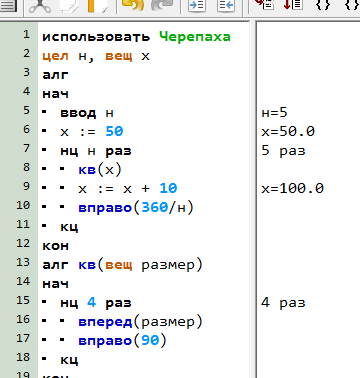 1 использовать Черепаха
2 цел н, вещ х
3 алг
4 нач
5 ▪ ввод н н=5
6 ▪ х := 50 х=50.0
7 ▪ нц н раз 5 раз
8 ▪ ▪ кв(х)
9 ▪ ▪ х := х + 10 х=100.0
10 ▪ ▪ вправо(360/н)
11 ▪ кц
12 кон
13 алг кв(вещ размер)
14 нач
15 ▪ нц 4 раз 4 раз
16 ▪ ▪ вперед(размер)
17 ▪ ▪ вправо(90)
18 ▪ кц
19 кон